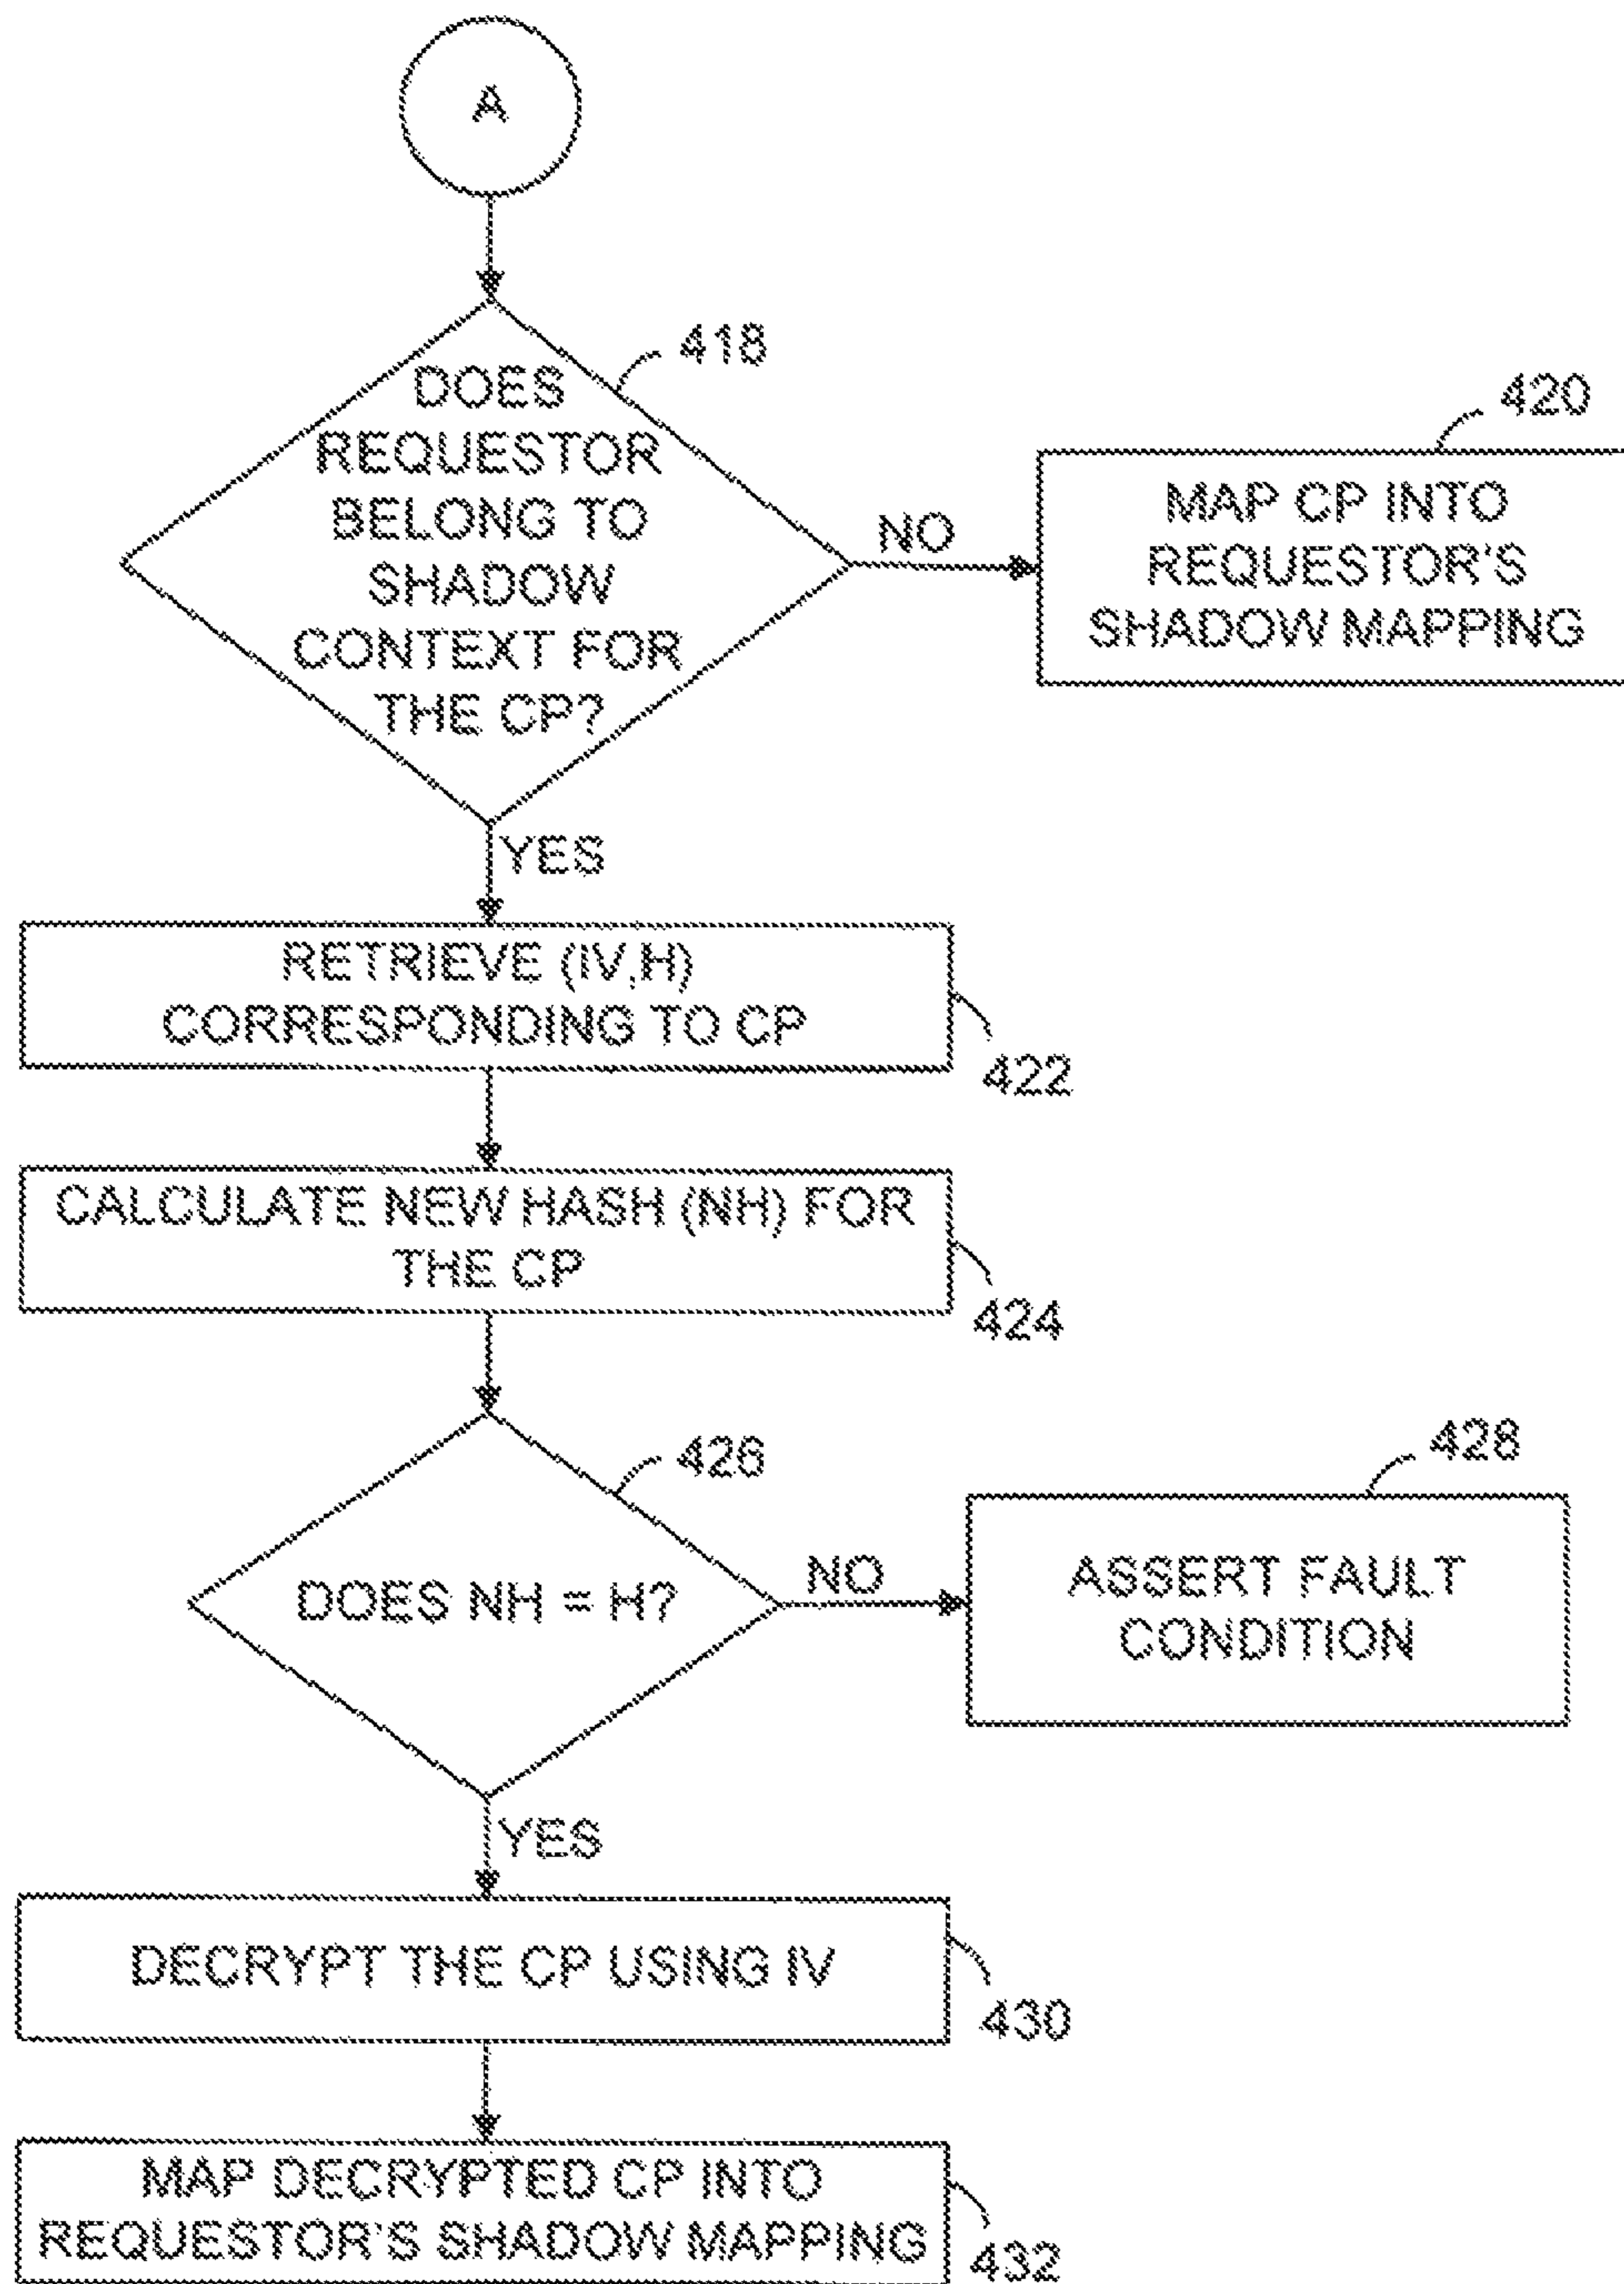 A
418
DOES
REQUESTOR
BELONG TO
SHADOW
CONTEXT FOR
THE CP?
NO
420
MAP CP INTO
REQUESTOR'S
SHADOW MAPPING
YES
RETRIEVE (IV,H)
CORRESPONDING TO CP
422
CALCULATE NEW HASH (NH) FOR
THE CP
424
426
DOES NH = H?
NO
428
ASSERT FAULT
CONDITION
YES
DECRYPT THE CP USING IV
430
MAP DECRYPTED CP INTO
REQUESTOR'S SHADOW MAPPING
432